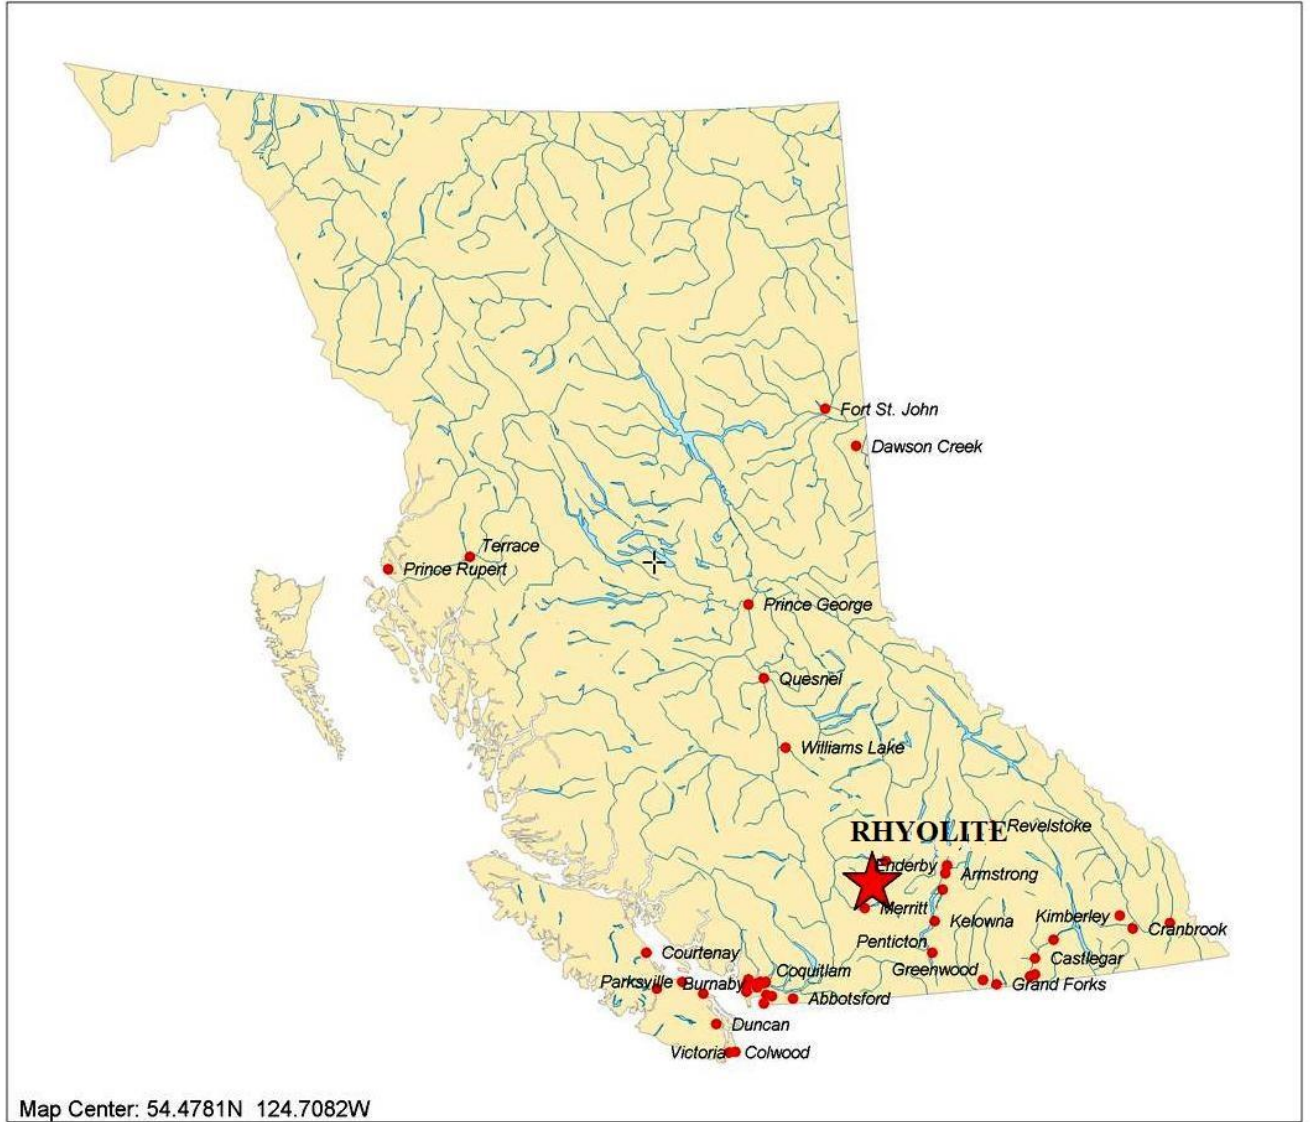 Fort St. John
Dawson Creek
Terrace
Prince Rupert
Prince George
Quesnel
Williams Lake
RHYOLITE Revelstoke
Enderby
Armstrong
Merritt
Kelowna
Kimberley
Cranbrook
Penticton
Courtenay
Castlegar
Greenwood
Coquitlam
Parksville
Burnaby
Grand Forks
Abbotsford
Duncan
Victoria Colwood
Map Center: 54.4781N 124.7082W